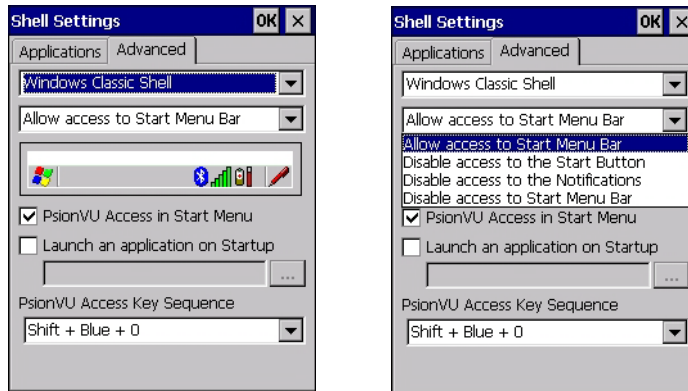 Shell Settings OK ×
Applications Advanced
Windows Classic Shell
Allow access to Start Menu Bar
PsionVU Access in Start Menu
Launch an application on Startup
...
PsionVU Access Key Sequence
Shift + Blue + 0
Shell Settings OK ×
Applications Advanced
Windows Classic Shell
Allow access to Start Menu Bar
Allow access to Start Menu Bar
Disable access to the Start Button
Disable access to the Notifications
Disable access to Start Menu Bar
PsionVU Access in Start Menu
Launch an application on Startup
...
PsionVU Access Key Sequence
Shift + Blue + 0